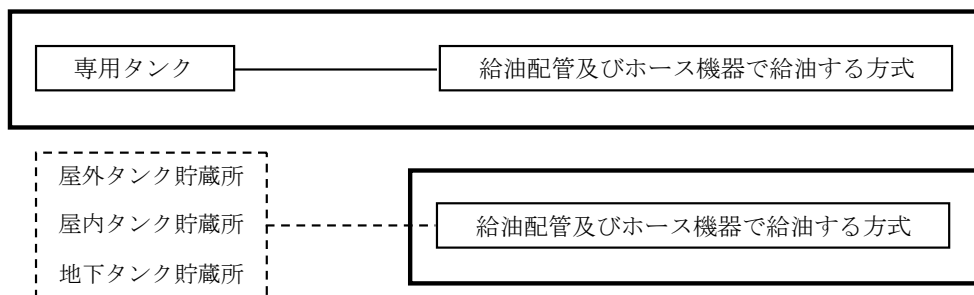 専用タンク
給油配管及びホース機器で給油する方式
屋外タンク貯蔵所
屋内タンク貯蔵所
給油配管及びホース機器で給油する方式
地下タンク貯蔵所